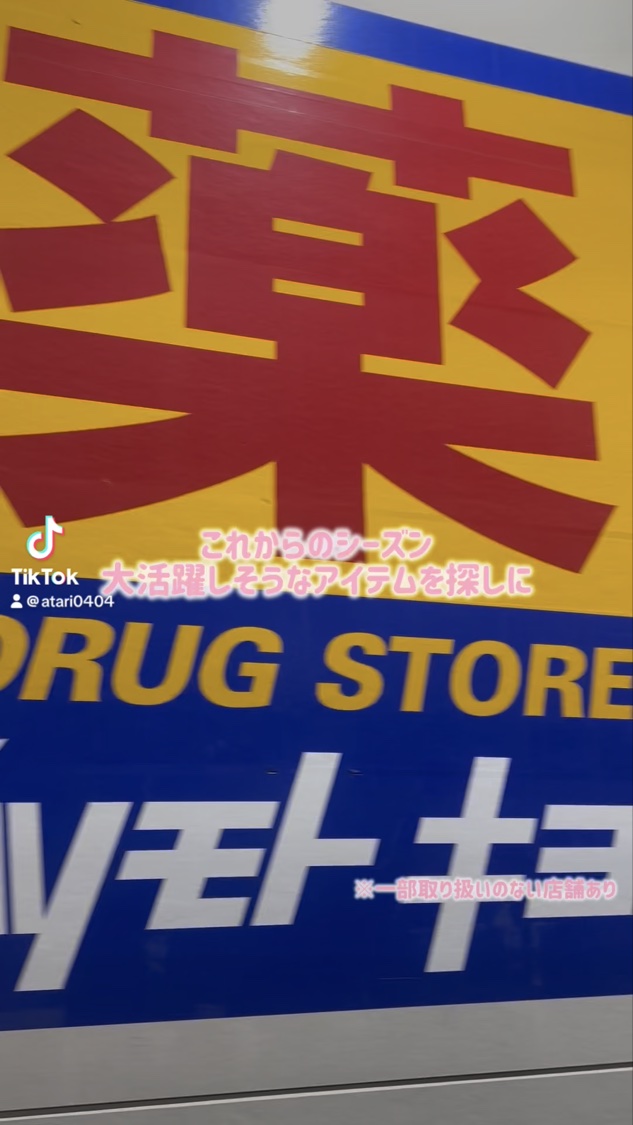 薬
これからのシーズン
大活躍しそうなアイテムを探しに
TikTok
@atari0404
DRUG STORE
ツモトキヨ
※一部取り扱いのない店舗あり